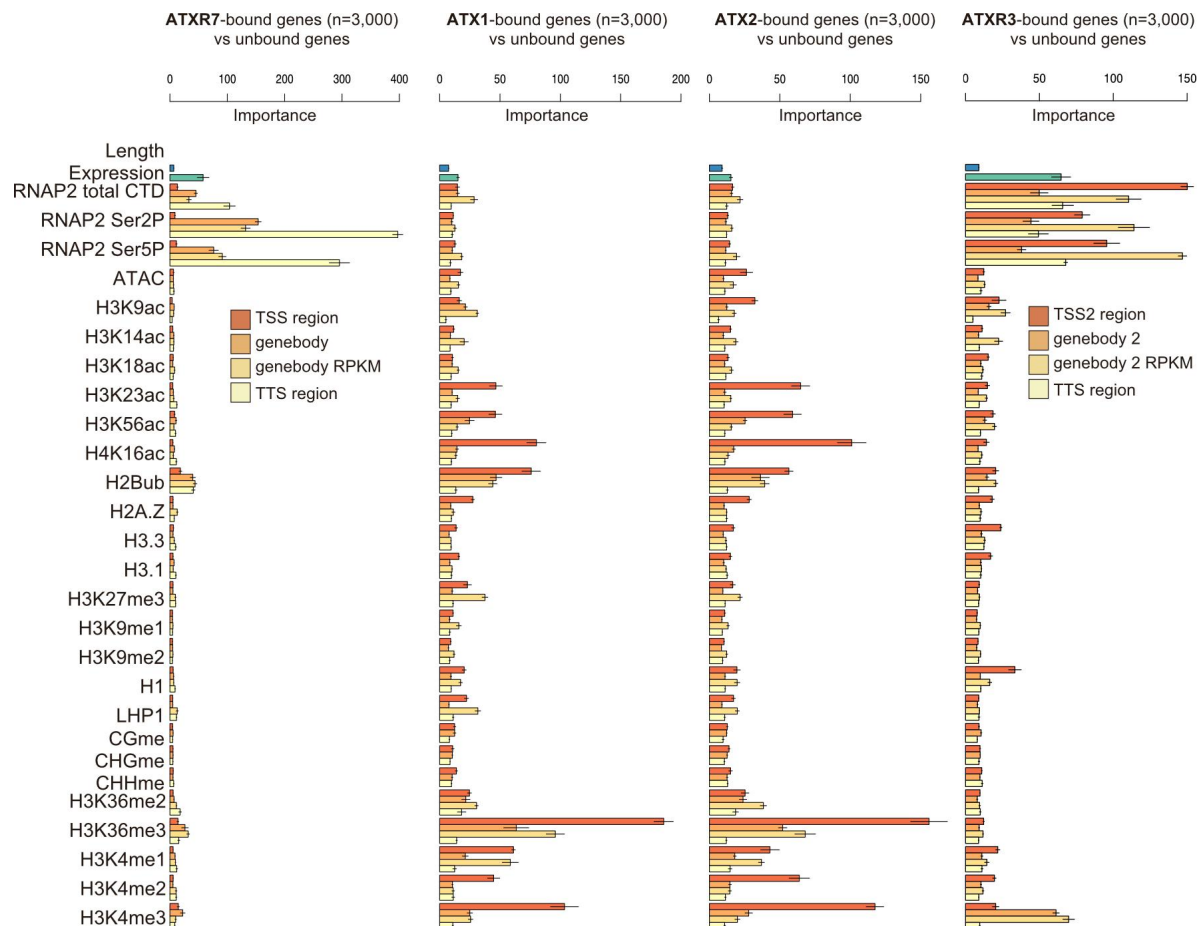 ATXR7-bound genes (n=3,000)
vs unbound genes
ATX1-bound genes (n=3,000)
vs unbound genes
ATX2-bound genes (n=3,000)
vs unbound genes
ATXR3-bound genes (n=3,000)
vs unbound genes
0 100 200 300 400
0 50 100 150 200
0 50 100 150
0 50 100 150
Importance
Importance
Importance
Importance
Length
Expression
RNAP2 total CTD
RNAP2 Ser2P
RNAP2 Ser5P
ATAC
H3K9ac
H3K14ac
H3K18ac
H3K23ac
H3K56ac
H4K16ac
H2Bub
H2A.Z
H3.3
H3.1
H3K27me3
H3K9me1
H3K9me2
H1
LHP1
CGme
CHGme
CHHme
H3K36me2
H3K36me3
H3K4me1
H3K4me2
H3K4me3
TSS region
genebody
genebody RPKM
TTS region
TSS2 region
genebody 2
genebody 2 RPKM
TTS region